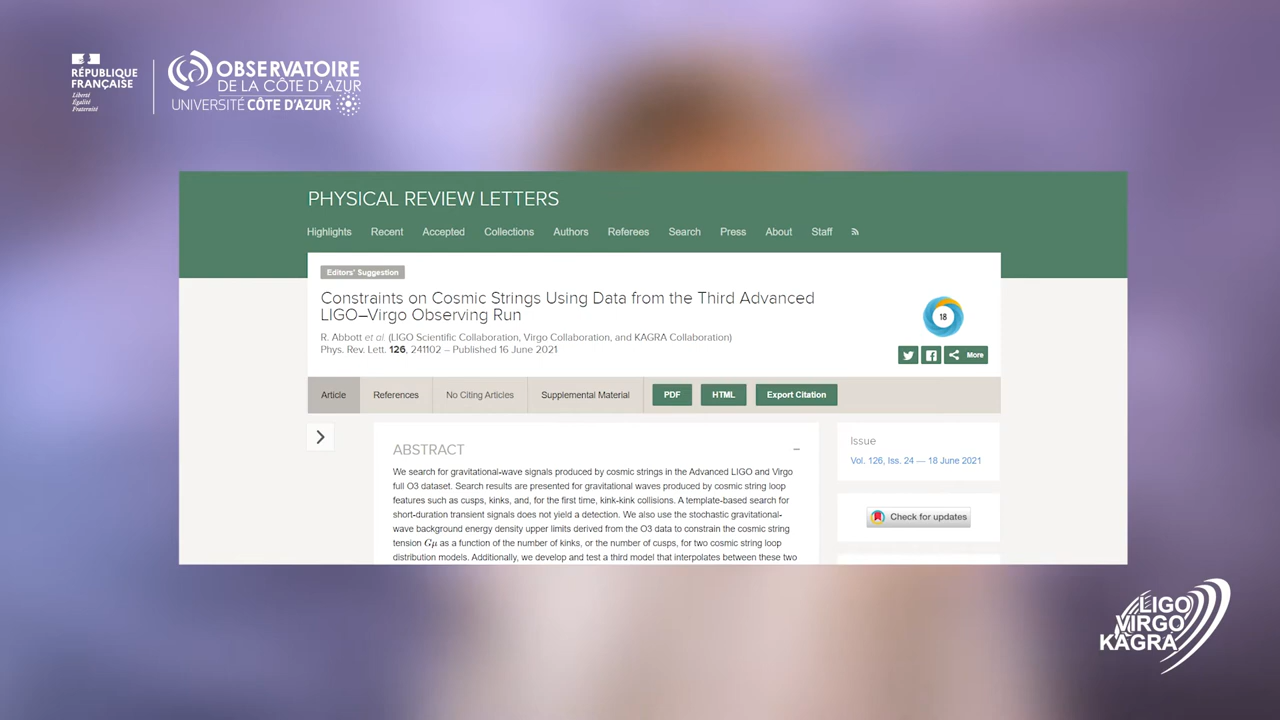 RÉPUBLIQUE
FRANÇAISE
Liberté
Égalité
Fraternité
OBSERVATOIRE
DE LA CÔTE D'AZUR
UNIVERSITÉ CÔTE D'AZUR
PHYSICAL REVIEW LETTERS
Highlights Recent Accepted Collections Authors Referees Search Press About Staff
Editors' Suggestion
Constraints on Cosmic Strings Using Data from the Third Advanced
LIGO–Virgo Observing Run
18
R. Abbott et al. (LIGO Scientific Collaboration, Virgo Collaboration, and KAGRA Collaboration)
Phys. Rev. Lett. 126, 241102 – Published 16 June 2021
More
Article References No Citing Articles Supplemental Material PDF HTML Export Citation
ABSTRACT
We search for gravitational-wave signals produced by cosmic strings in the Advanced LIGO and Virgo
full O3 dataset. Search results are presented for gravitational waves produced by cosmic string loop
features such as cusps, kinks, and, for the first time, kink-kink collisions. A template-based search for
short-duration transient signals does not yield a detection. We also use the stochastic gravitational-
wave background energy density upper limits derived from the O3 data to constrain the cosmic string
tension Gμ as a function of the number of kinks, or the number of cusps, for two cosmic string loop
distribution models. Additionally, we develop and test a third model that interpolates between these two
Issue
Vol. 126, Iss. 24 — 18 June 2021
Check for updates
LIGO
VIRGO
KAGRA